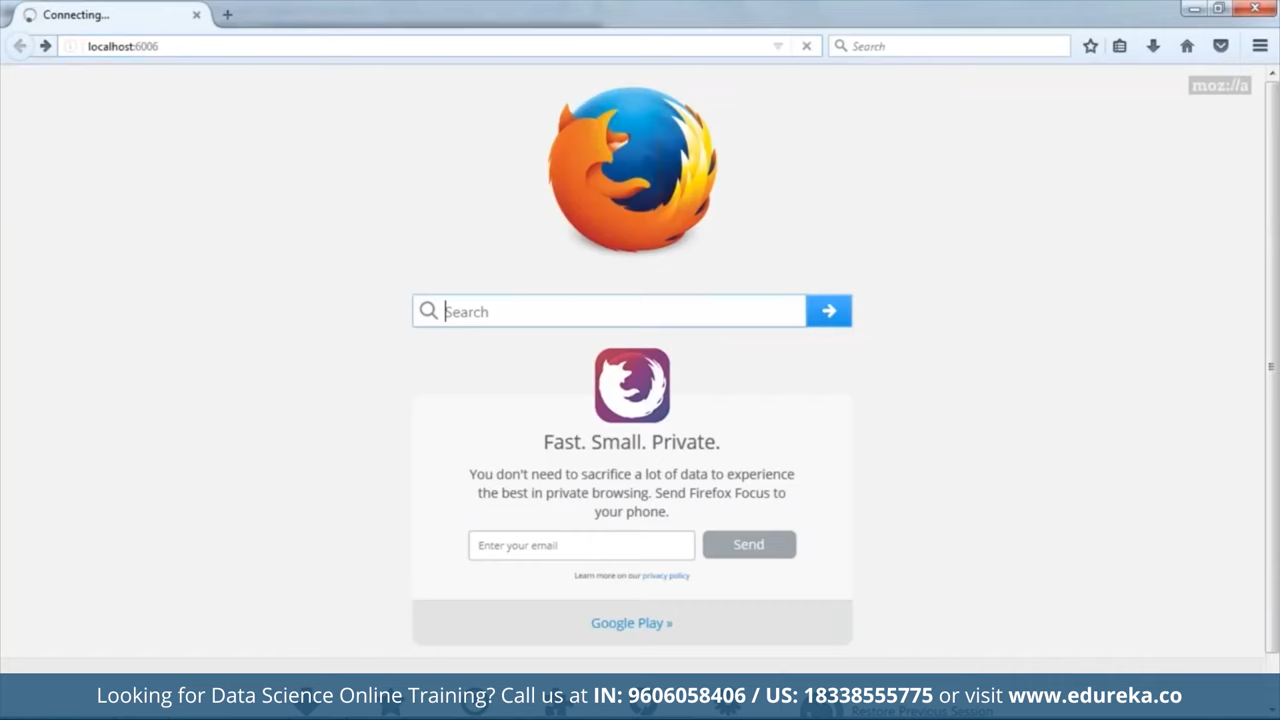 Connecting...
localhost:6006
Search
moz://a
Search
Fast. Small. Private.
You don't need to sacrifice a lot of data to experience
the best in private browsing. Send Firefox Focus to
your phone.
Enter your email
Send
Learn more on our privacy policy
Google Play »
Looking for Data Science Online Training? Call us at IN: 9606058406 / US: 18338555775 or visit www.edureka.co
Restore Previous Session